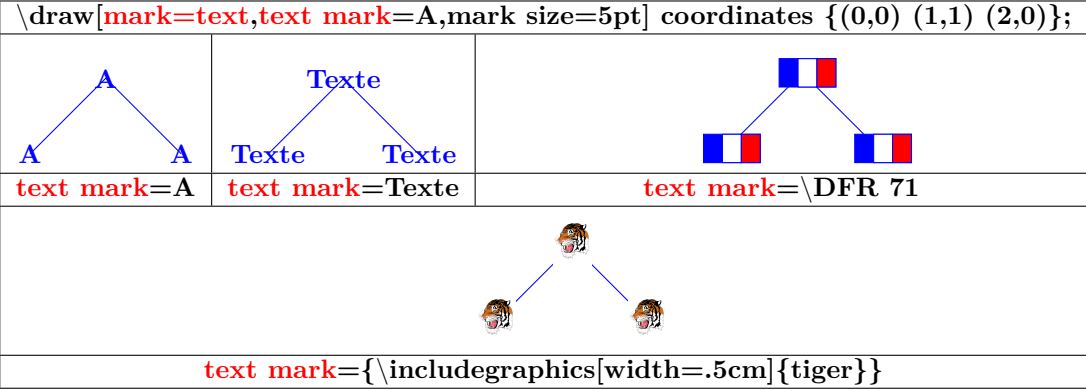 \draw[mark=text,text mark=A,mark size=5pt] coordinates {(0,0) (1,1) (2,0)};
A
A A
Texte
Texte Texte
text mark=A
text mark=Texte
text mark=\DFR 71
text mark={\includegraphics[width=.5cm]{tiger}}